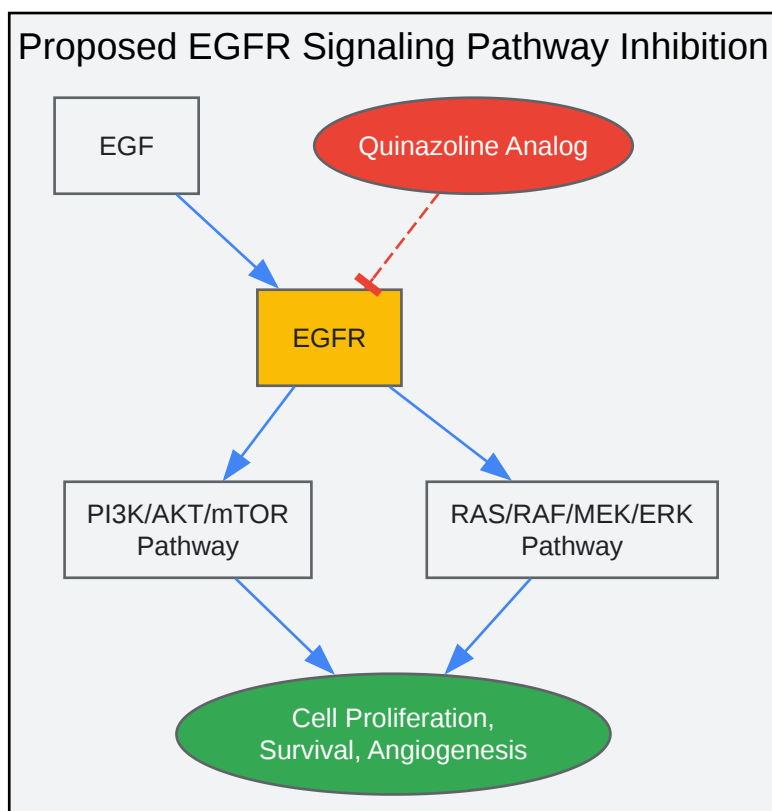 Proposed EGFR Signaling Pathway Inhibition
EGF
Quinazoline Analog
EGFR
PI3K/AKT/mTOR
Pathway
RAS/RAF/MEK/ERK
Pathway
Cell Proliferation,
Survival, Angiogenesis